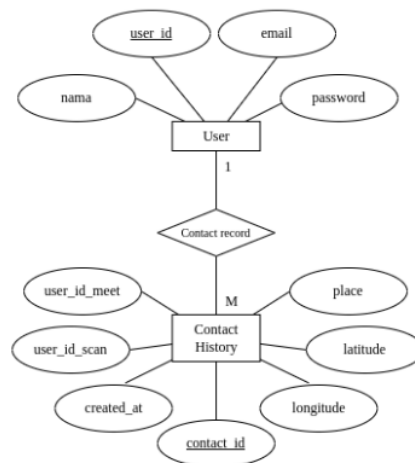 user_id
email
nama
password
User
1
Contact record
M
user_id_meet
place
Contact
History
user_id_scan
latitude
created_at
longitude
contact_id